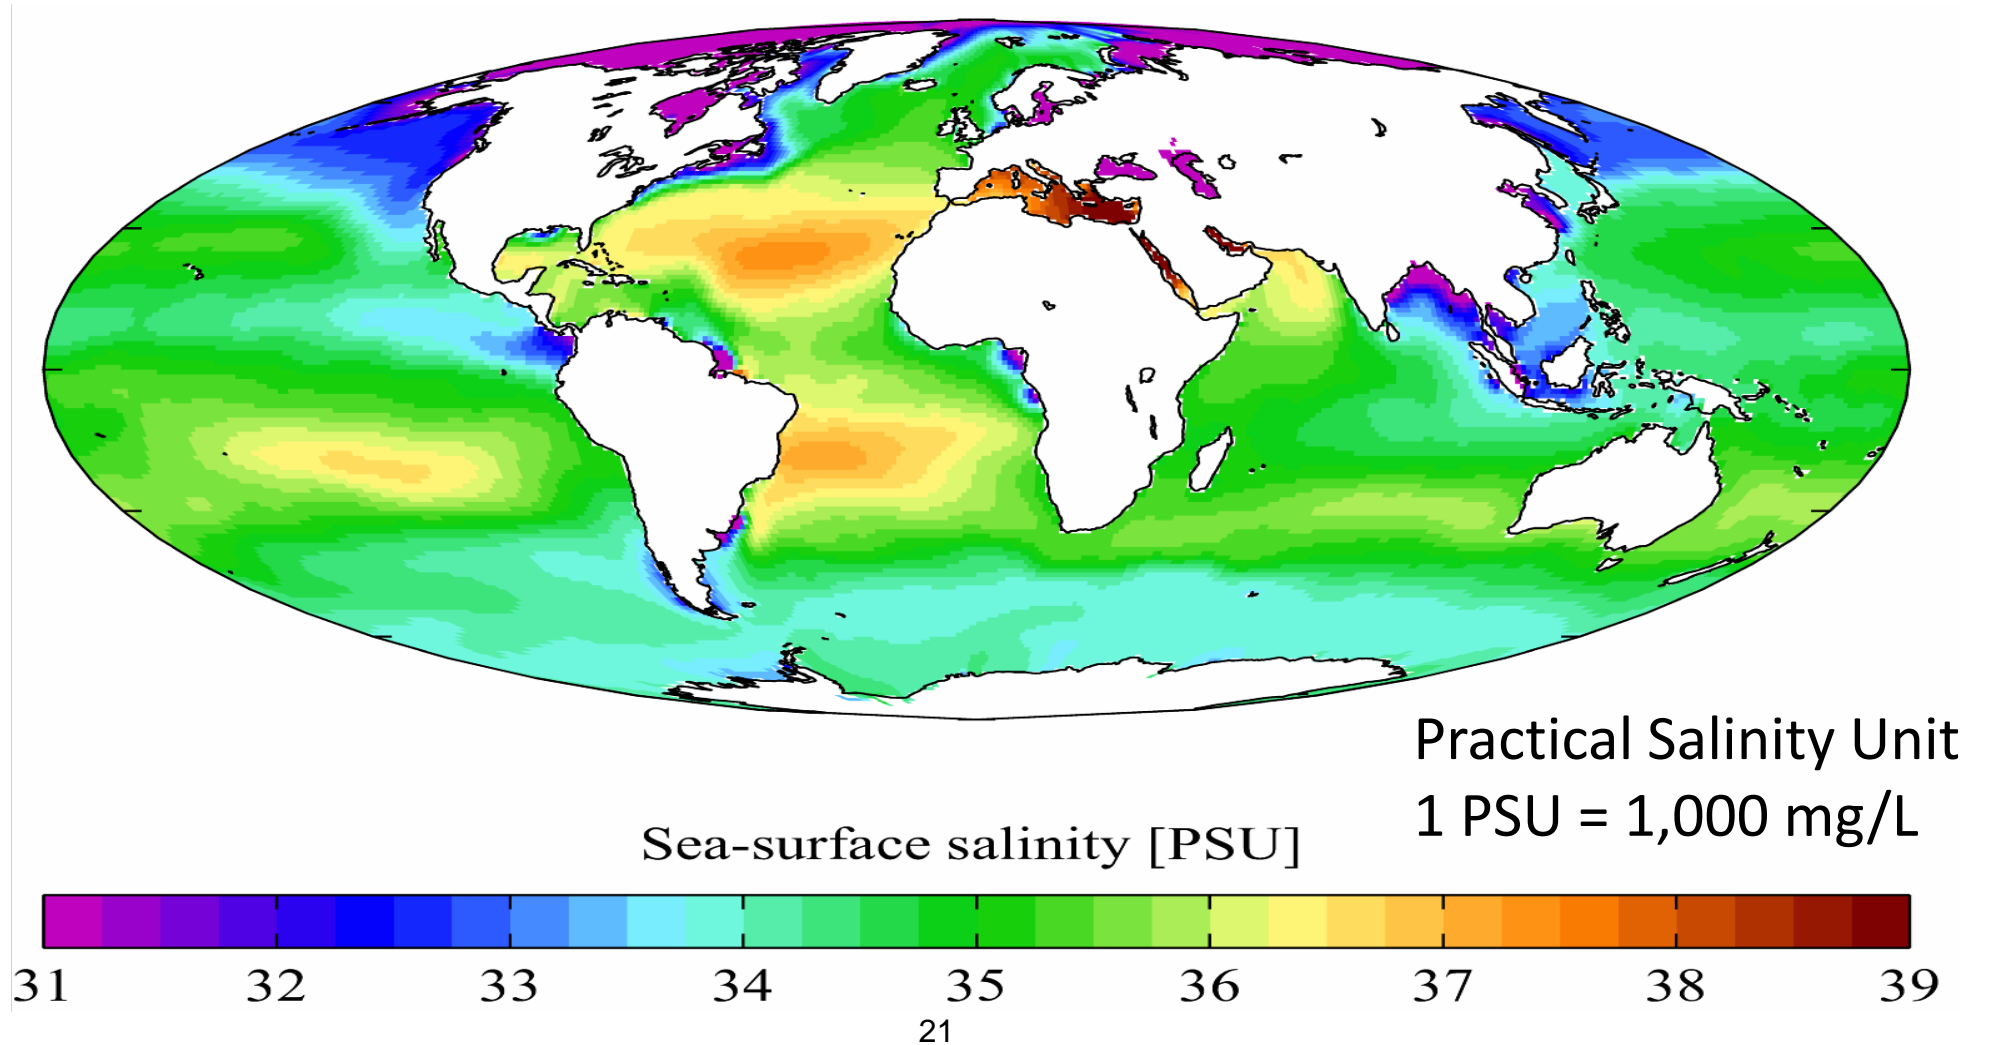 Practical Salinity Unit
1 PSU = 1,000 mg/L
Sea-surface salinity [PSU]
31 32 33 34 35 36 37 38 39
21